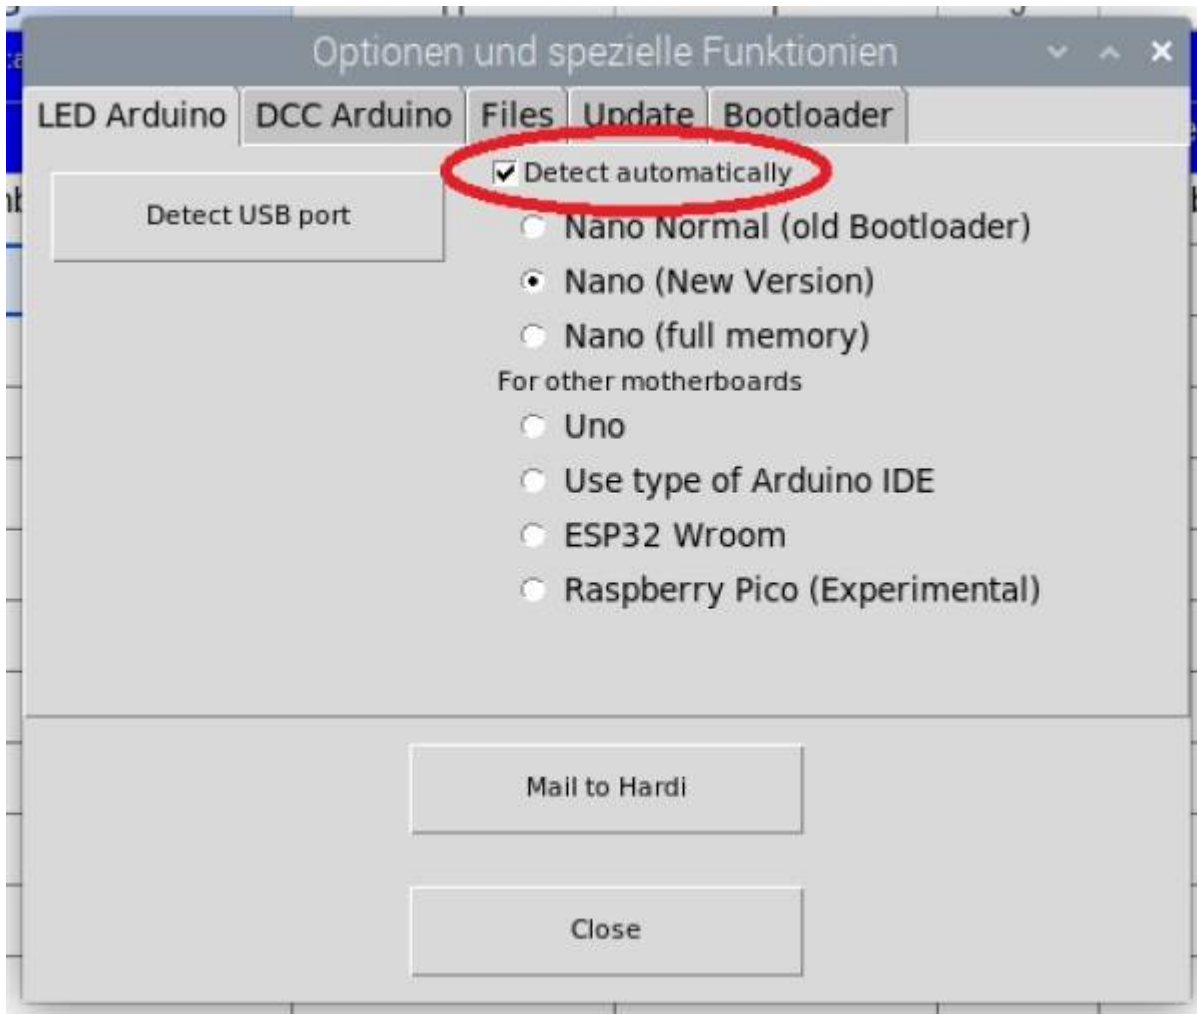 Optionen und spezielle Funktionien
LED Arduino DCC Arduino Files Update Bootloader
Detect automatically
Detect USB port
Nano Normal (old Bootloader)
Nano (New Version)
Nano (full memory)
For other motherboards
Uno
Use type of Arduino IDE
ESP32 Wroom
Raspberry Pico (Experimental)
Mail to Hardi
Close